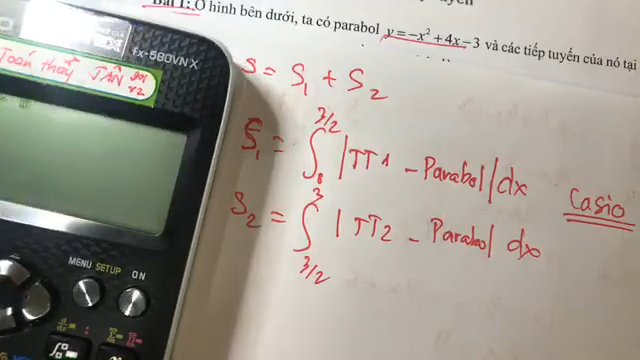 Bài 1: Ở hình bên dưới, ta có parabol y = -x² + 4x - 3 và các tiếp tuyến của nó tại
fx-580VN X
Toán thầy
S = S₁ + S₂
S₁ = ∫₀^{3/2} |TT1 - Parabol| dx
Casio
S₂ = ∫_{3/2}^{3} | TT2 - Parabol dx
MENU SETUP ON